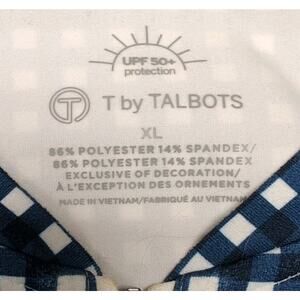 UPF 50+
protection
T by TALBOTS
XL
86% POLYESTER 14% SPANDEX/
86% POLYESTER 14% SPANDEX
EXCLUSIVE OF DECORATION/
À L'EXCEPTION DES ORNEMENTS
MADE IN VIETNAM/FABRIQUÉ AU VIETNAM